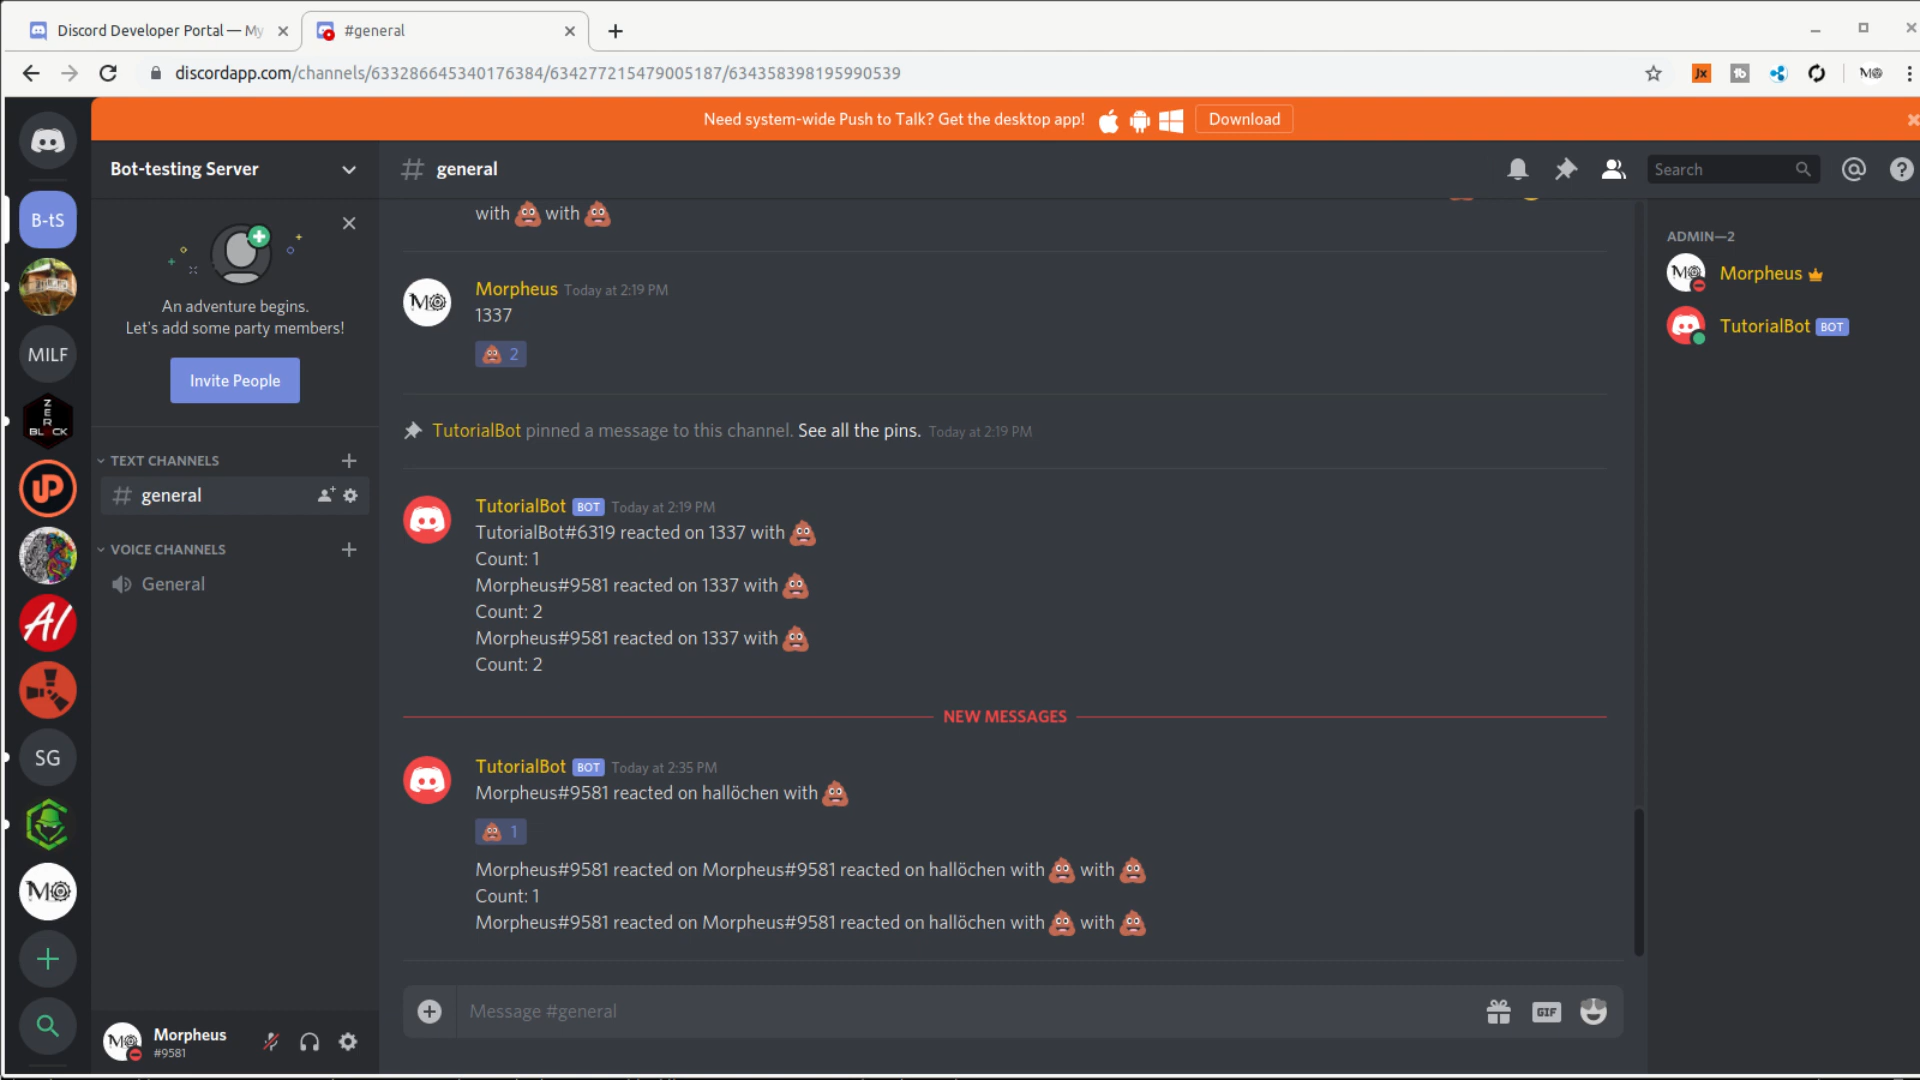 Discord Developer Portal — My
#general
discordapp.com/channels/633286645340176384/634277215479005187/634358398195990539
Jx
Need system-wide Push to Talk? Get the desktop app! Download
Bot-testing Server
# general
Search
B-tS
An adventure begins.
Let's add some party members!
Invite People
MILF
ZERO
BLCK
UP
AI
SG
MO
TEXT CHANNELS
# general
VOICE CHANNELS
General
Morpheus
#9581
with 💩 with 💩
Morpheus Today at 2:19 PM
1337
💩 2
TutorialBot pinned a message to this channel. See all the pins. Today at 2:19 PM
TutorialBot BOT Today at 2:19 PM
TutorialBot#6319 reacted on 1337 with 💩
Count: 1
Morpheus#9581 reacted on 1337 with 💩
Count: 2
Morpheus#9581 reacted on 1337 with 💩
Count: 2
NEW MESSAGES
TutorialBot BOT Today at 2:35 PM
Morpheus#9581 reacted on hallöchen with 💩
💩 1
Morpheus#9581 reacted on Morpheus#9581 reacted on hallöchen with 💩 with 💩
Count: 1
Morpheus#9581 reacted on Morpheus#9581 reacted on hallöchen with 💩 with 💩
Message #general
GIF
ADMIN—2
Morpheus
TutorialBot BOT